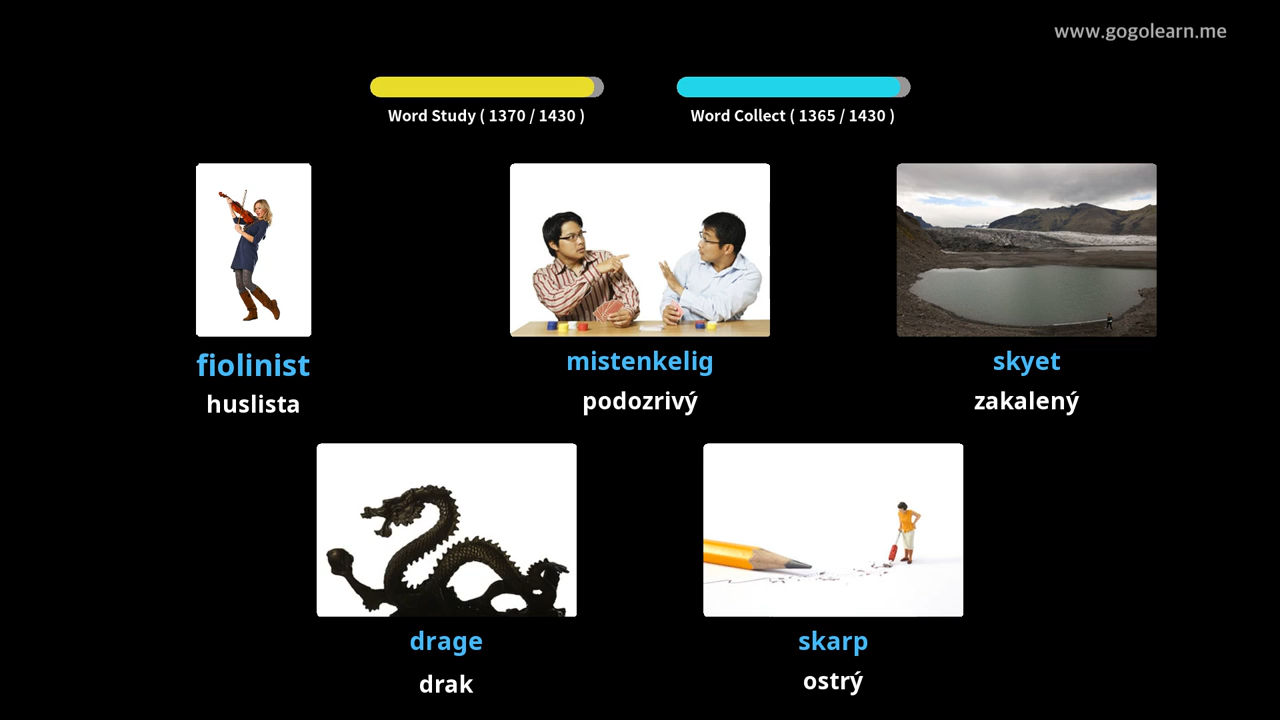 www.gogolearn.me
Word Study ( 1370 / 1430 )
Word Collect ( 1365 / 1430 )
fiolinist
huslista
mistenkelig
podozrivý
skyet
zakalený
drage
drak
skarp
ostrý